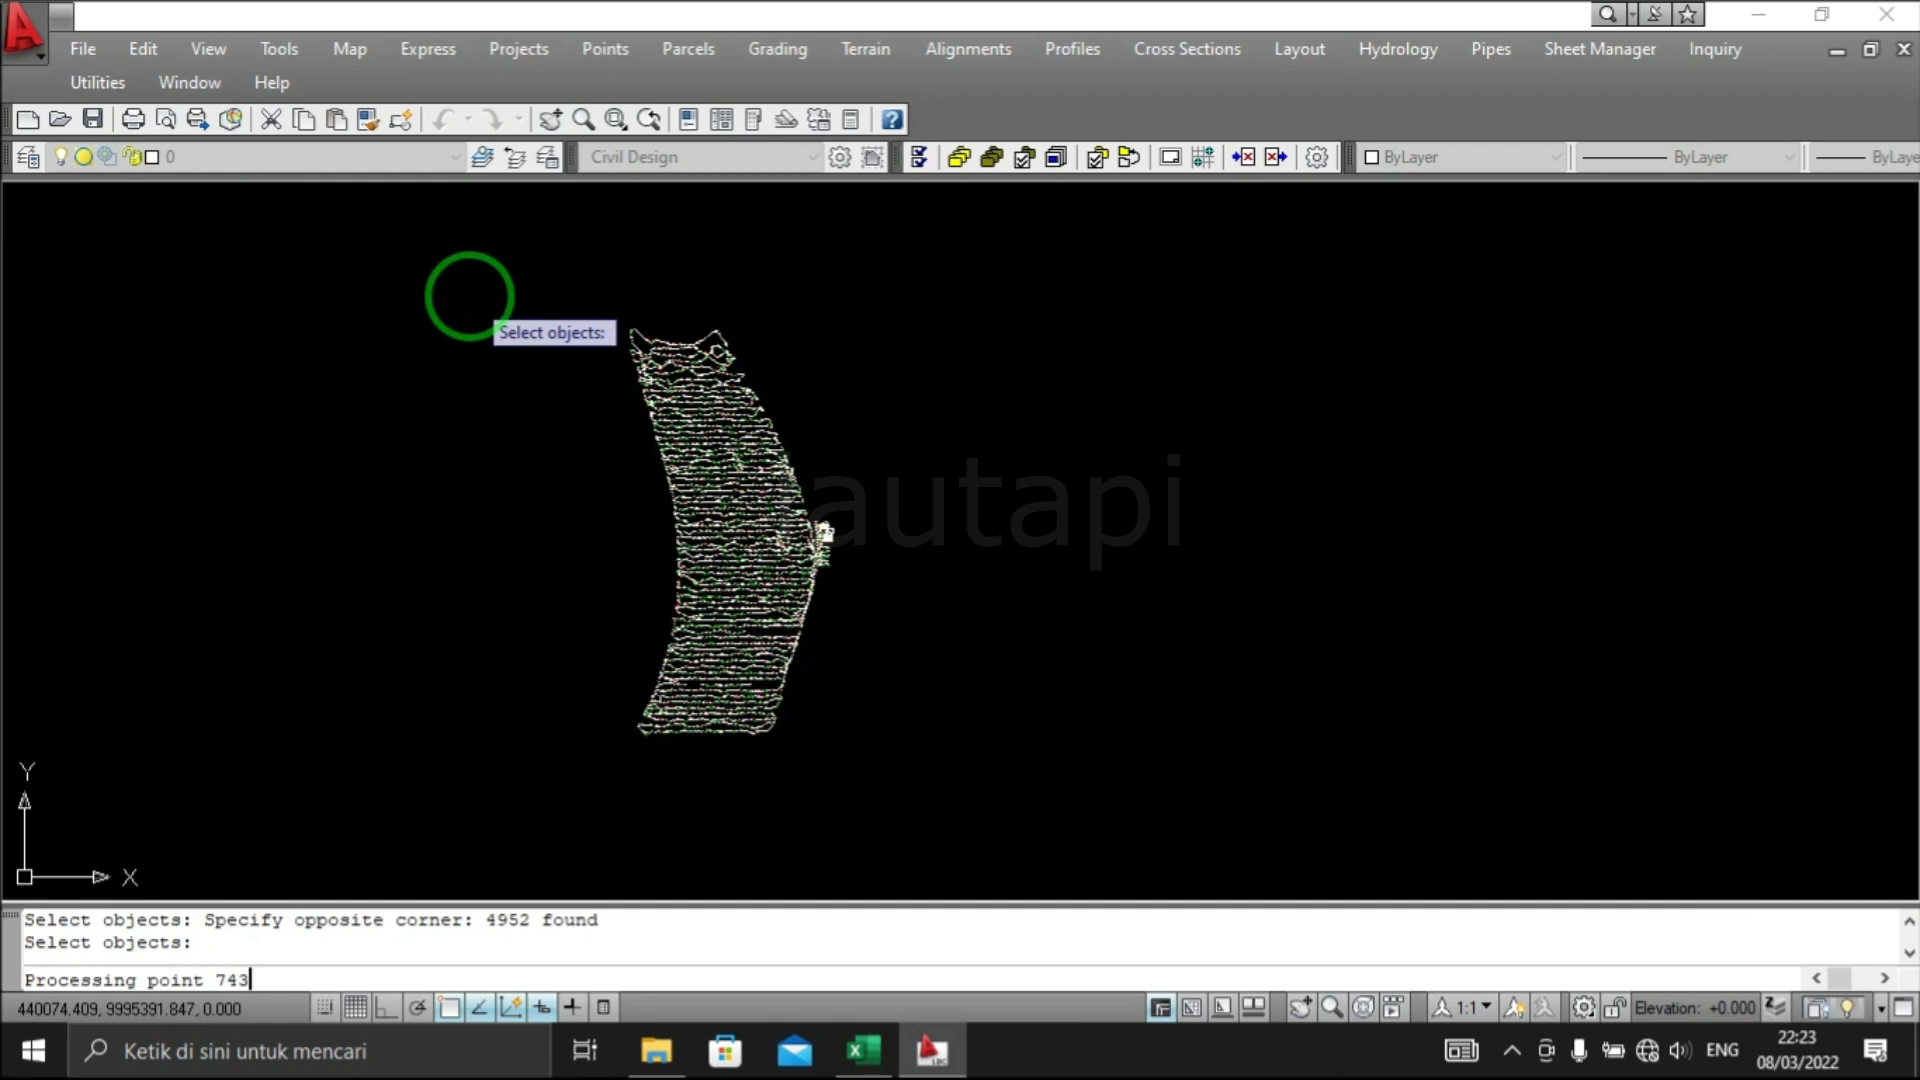 File Edit View Tools Map Express Projects Points Parcels Grading Terrain Alignments Profiles Cross Sections Layout Hydrology Pipes Sheet Manager Inquiry
Utilities Window Help
0 Civil Design ByLayer ByLayer ByLaye
Select objects:
autapi
Y
X
Select objects: Specify opposite corner: 4952 found
Select objects:
Processing point 743
440074.409, 9995391.847, 0.000 1:1 Elevation: +0.000
Ketik di sini untuk mencari ENG 22:23
08/03/2022